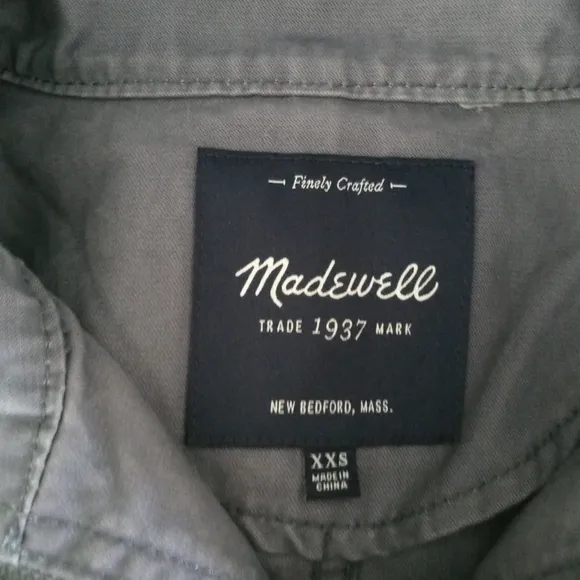 Finely Crafted
Madewell
TRADE 1937 MARK
NEW BEDFORD, MASS.
XXS
MADE IN
CHINA